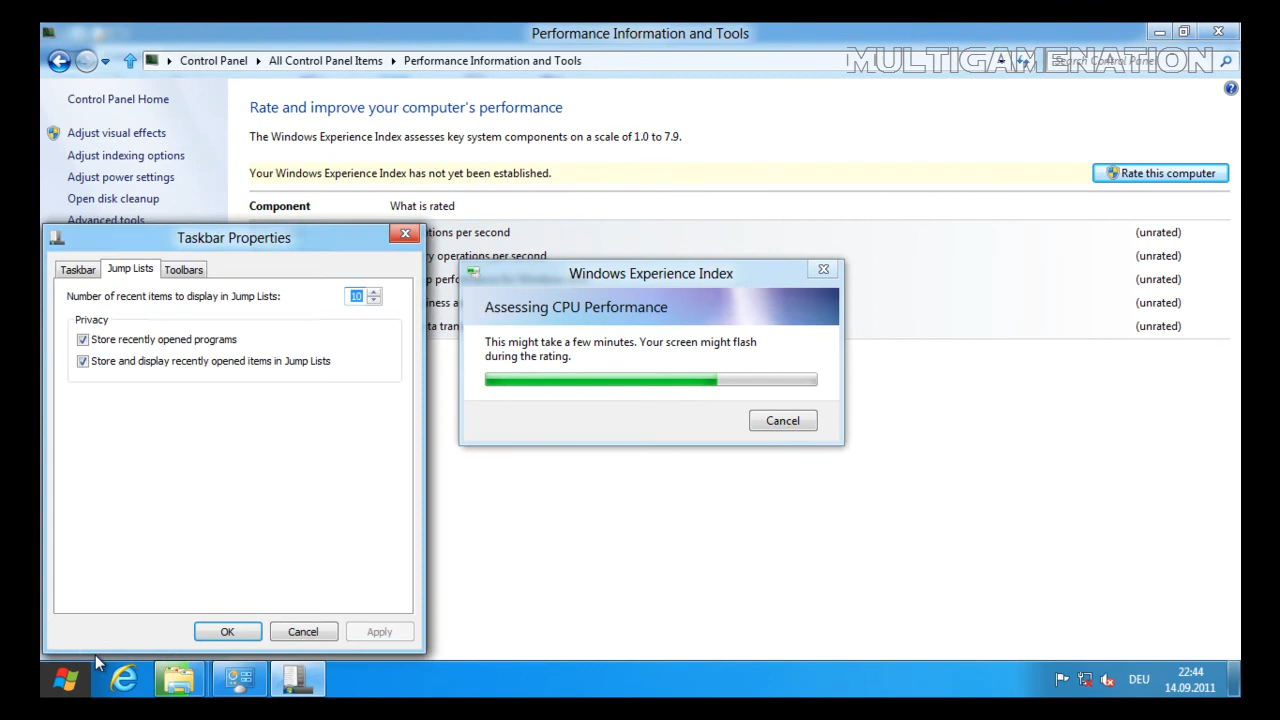 Performance Information and Tools
Control Panel All Control Panel Items Performance Information and Tools
MULTIGAMENATION
Search Control Panel
Control Panel Home
Adjust visual effects
Adjust indexing options
Adjust power settings
Open disk cleanup
Advanced tools
Rate and improve your computer's performance
The Windows Experience Index assesses key system components on a scale of 1.0 to 7.9.
Your Windows Experience Index has not yet been established.
Rate this computer
Component What is rated
tions per second (unrated)
ry operations per second (unrated)
(unrated)
(unrated)
(unrated)
Taskbar Properties
Taskbar Jump Lists Toolbars
Number of recent items to display in Jump Lists: 10
Privacy
Store recently opened programs
Store and display recently opened items in Jump Lists
OK Cancel Apply
Windows Experience Index
Assessing CPU Performance
This might take a few minutes. Your screen might flash
during the rating.
Cancel
DEU
22:44
14.09.2011